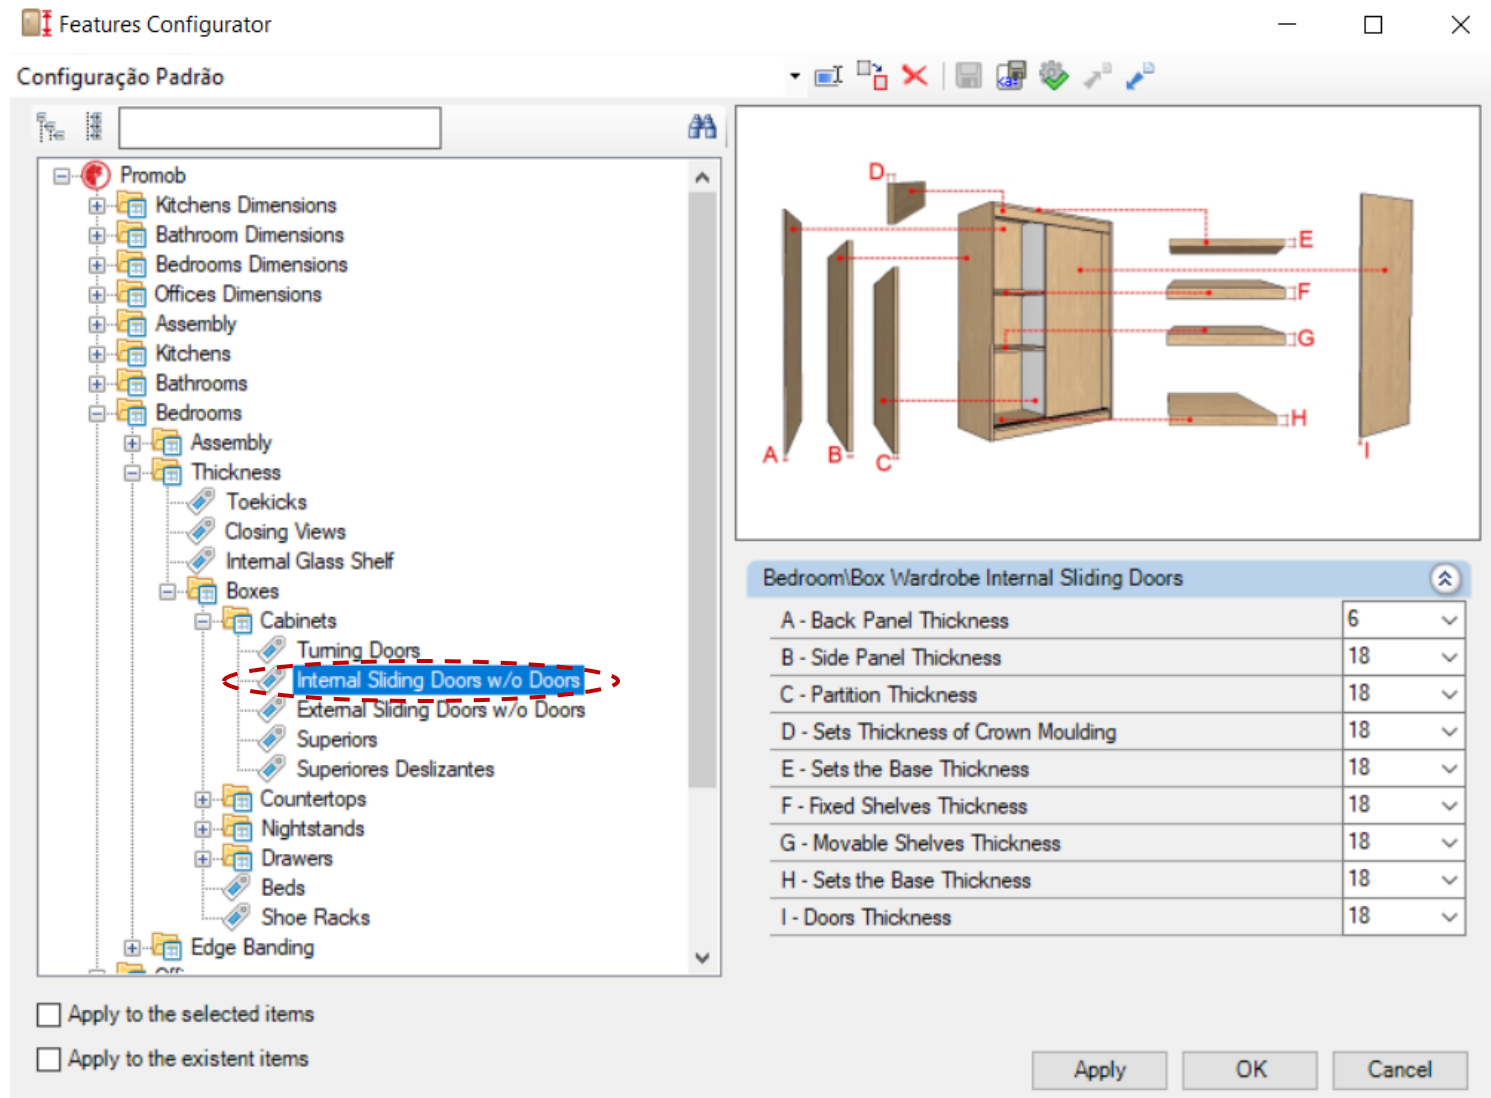 Features Configurator
Configuração Padrão
Promob
Kitchens Dimensions
Bathroom Dimensions
Bedrooms Dimensions
Offices Dimensions
Assembly
Kitchens
Bathrooms
Bedrooms
Assembly
Thickness
Toekicks
Closing Views
Internal Glass Shelf
Boxes
Cabinets
Turning Doors
Internal Sliding Doors w/o Doors
External Sliding Doors w/o Doors
Superiors
Superiores Deslizantes
Countertops
Nightstands
Drawers
Beds
Shoe Racks
Edge Banding
Apply to the selected items
Apply to the existent items
D
E
F
G
H
A
B
C
I
Bedroom\Box Wardrobe Internal Sliding Doors
A - Back Panel Thickness 6
B - Side Panel Thickness 18
C - Partition Thickness 18
D - Sets Thickness of Crown Moulding 18
E - Sets the Base Thickness 18
F - Fixed Shelves Thickness 18
G - Movable Shelves Thickness 18
H - Sets the Base Thickness 18
I - Doors Thickness 18
Apply OK Cancel